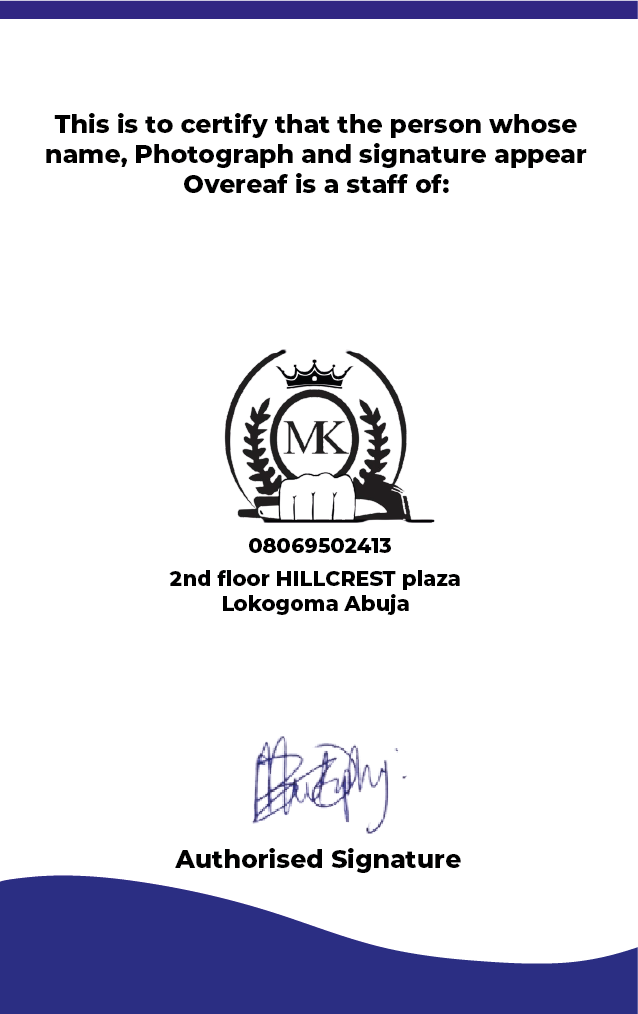 This is to certify that the person whose
name, Photograph and signature appear
Overeaf is a staff of:
MK
08069502413
2nd floor HILLCREST plaza
Lokogoma Abuja
Authorised Signature